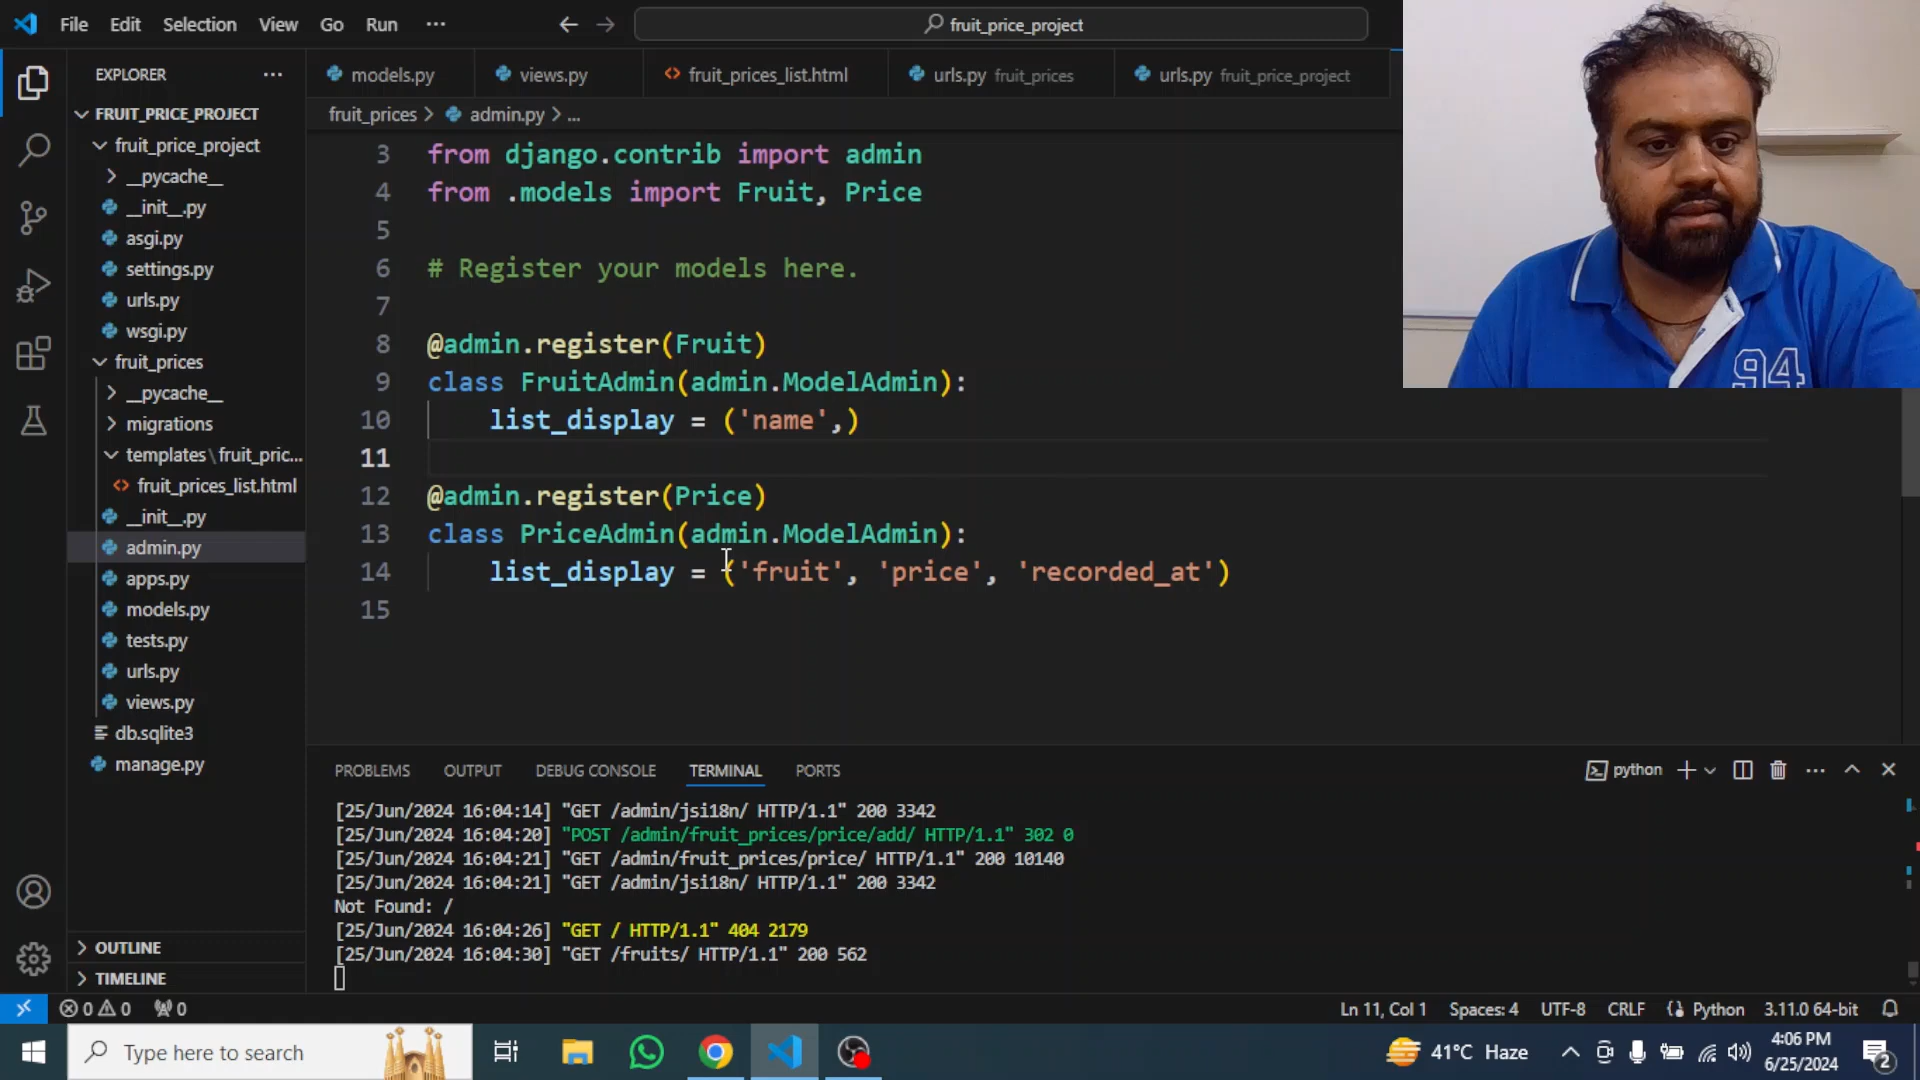 File Edit Selection View Go Run ··· fruit_price_project
EXPLORER ···
FRUIT_PRICE_PROJECT
fruit_price_project
__pycache__
__init__.py
asgi.py
settings.py
urls.py
wsgi.py
fruit_prices
__pycache__
migrations
templates\fruit_pric...
fruit_prices_list.html
__init__.py
admin.py
apps.py
models.py
tests.py
urls.py
views.py
db.sqlite3
manage.py
OUTLINE
TIMELINE
models.py views.py fruit_prices_list.html urls.py fruit_prices urls.py fruit_price_project
fruit_prices > admin.py > ...
3 from django.contrib import admin
4 from .models import Fruit, Price
5
6 # Register your models here.
7
8 @admin.register(Fruit)
9 class FruitAdmin(admin.ModelAdmin):
10 list_display = ('name',)
11
12 @admin.register(Price)
13 class PriceAdmin(admin.ModelAdmin):
14 list_display = ('fruit', 'price', 'recorded_at')
15
94
PROBLEMS OUTPUT DEBUG CONSOLE TERMINAL PORTS python
[25/Jun/2024 16:04:14] "GET /admin/jsi18n/ HTTP/1.1" 200 3342
[25/Jun/2024 16:04:20] "POST /admin/fruit_prices/price/add/ HTTP/1.1" 302 0
[25/Jun/2024 16:04:21] "GET /admin/fruit_prices/price/ HTTP/1.1" 200 10140
[25/Jun/2024 16:04:21] "GET /admin/jsi18n/ HTTP/1.1" 200 3342
Not Found: /
[25/Jun/2024 16:04:26] "GET / HTTP/1.1" 404 2179
[25/Jun/2024 16:04:30] "GET /fruits/ HTTP/1.1" 200 562
0 0 0 Ln 11, Col 1 Spaces: 4 UTF-8 CRLF Python 3.11.0 64-bit
Type here to search 41°C Haze 4:06 PM
6/25/2024 2